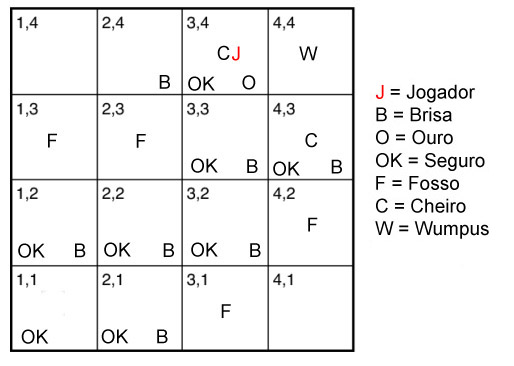 1,4 2,4 3,4 4,4
CJ W
B OK O
1,3 2,3 3,3 4,3
F F C
OK B OK B
1,2 2,2 3,2 4,2
F
OK B OK B OK B
1,1 2,1 3,1 4,1
F
OK OK B
J = Jogador
B = Brisa
O = Ouro
OK = Seguro
F = Fosso
C = Cheiro
W = Wumpus